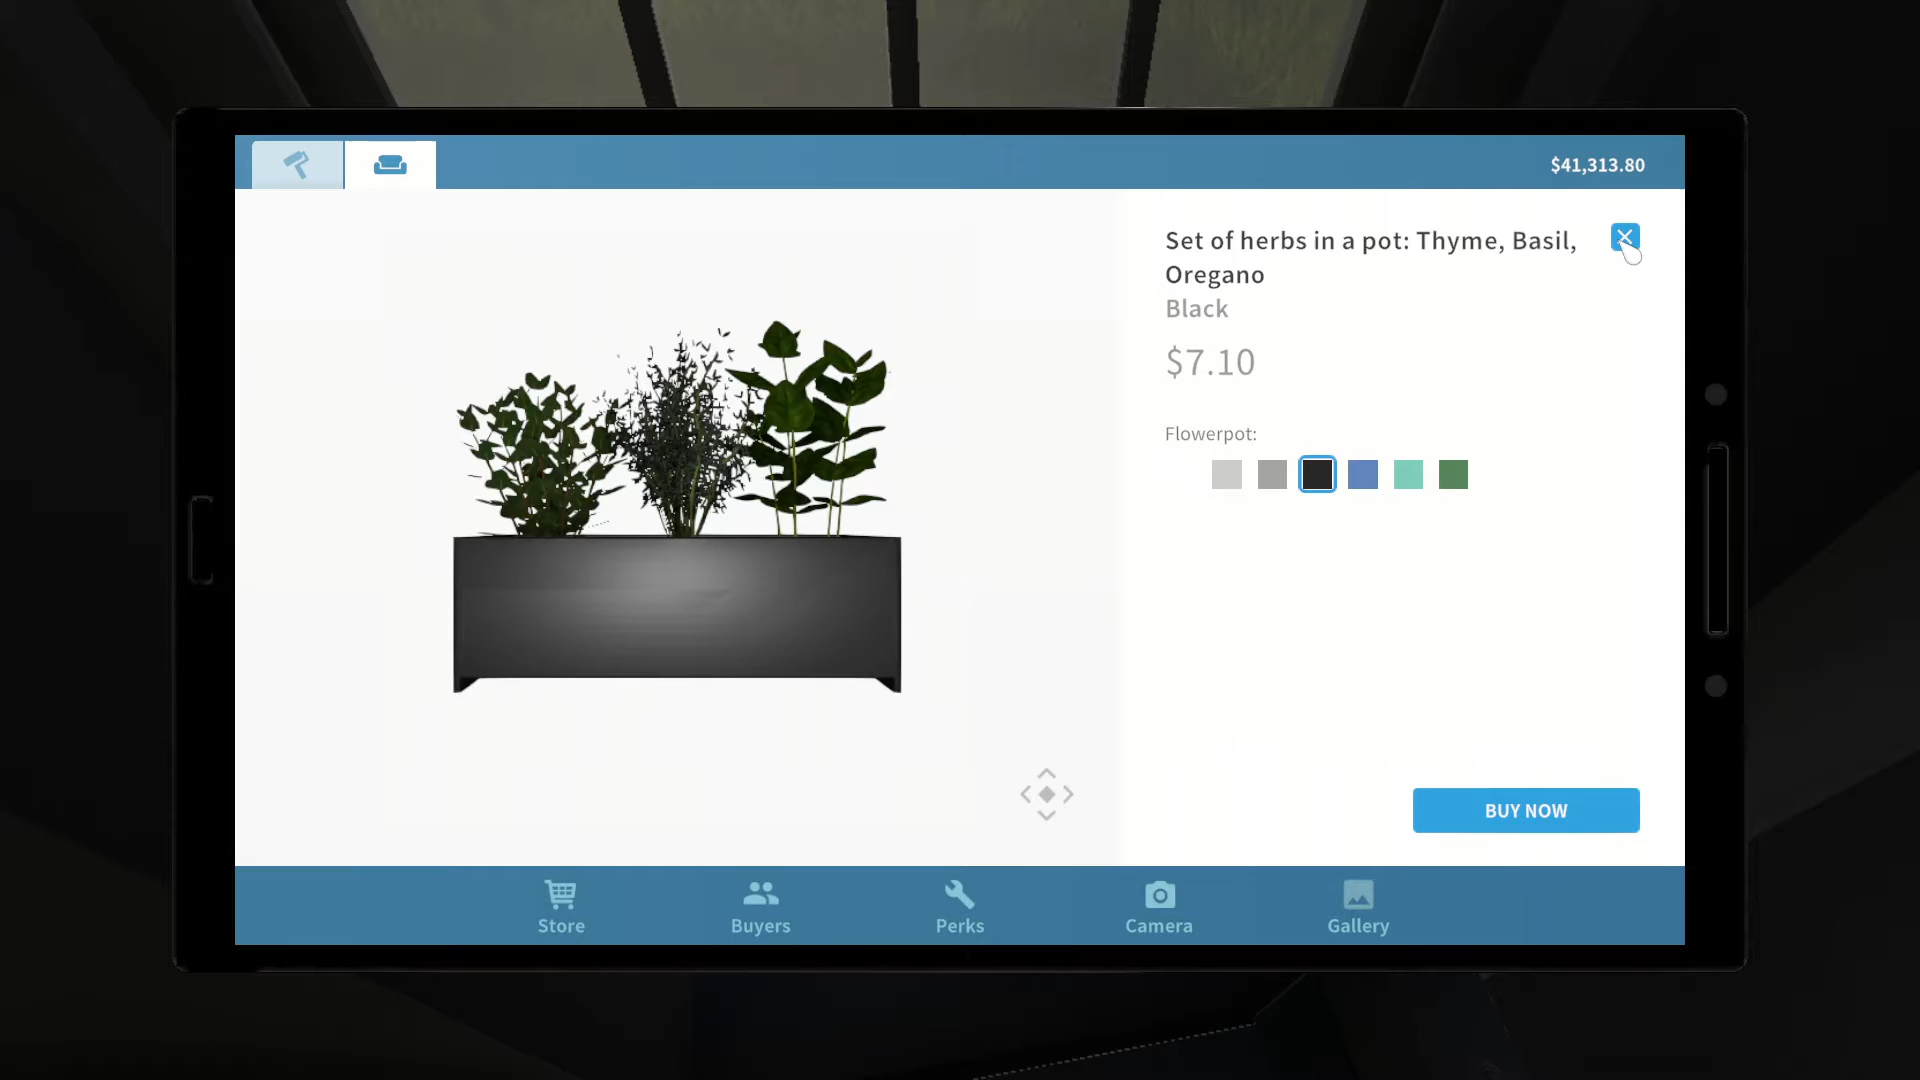 $41,313.80
Set of herbs in a pot: Thyme, Basil,
Oregano
Black
$7.10
Flowerpot:
BUY NOW
Store
Buyers
Perks
Camera
Gallery